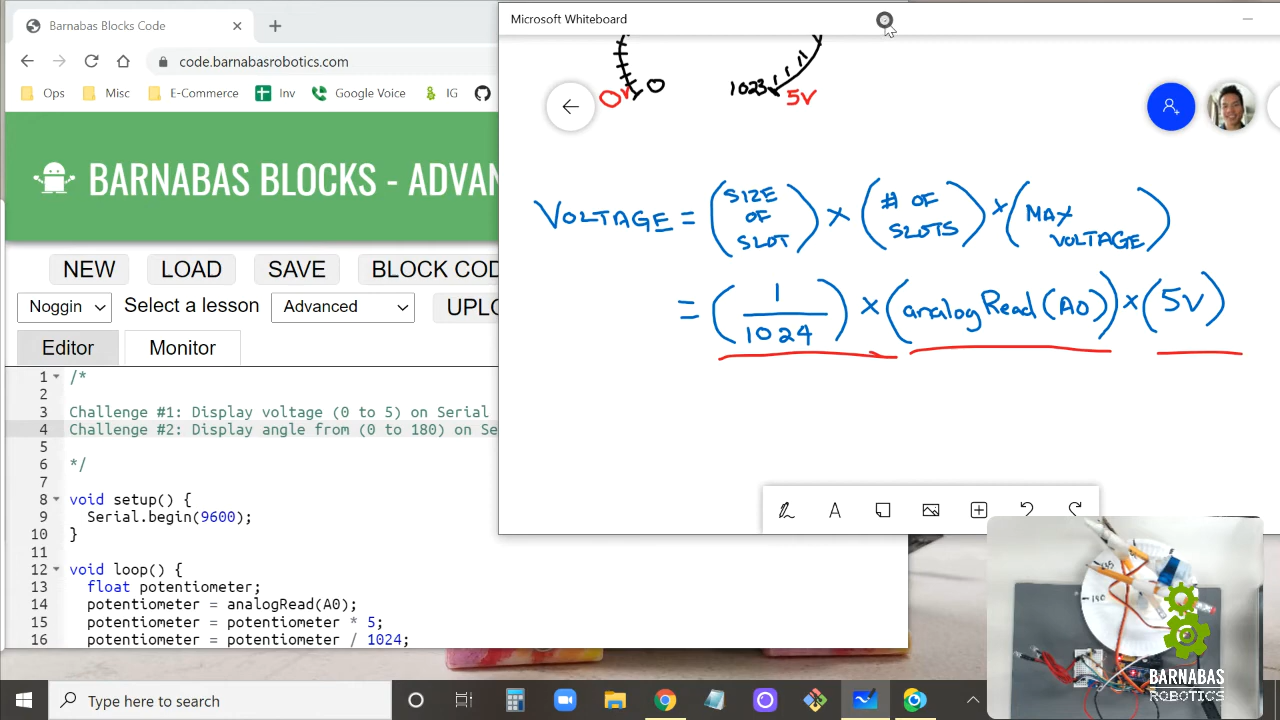 Barnabas Blocks Code
code.barnabasrobotics.com
Ops Misc E-Commerce Inv Google Voice IG
BARNABAS BLOCKS - ADVAN
NEW LOAD SAVE BLOCK COD
Noggin Select a lesson Advanced UPLO
Editor Monitor
1 /*
2
3 Challenge #1: Display voltage (0 to 5) on Serial
4 Challenge #2: Display angle from (0 to 180) on Se
5
6 */
7
8 void setup() {
9 Serial.begin(9600);
10 }
11
12 void loop() {
13 float potentiometer;
14 potentiometer = analogRead(A0);
15 potentiometer = potentiometer * 5;
16 potentiometer = potentiometer / 1024;
Microsoft Whiteboard
0V 0 1023 5V
VOLTAGE = (SIZE OF SLOT) × (# OF SLOTS) × (MAX VOLTAGE)
= (1/1024) × (analogRead(A0)) × (5V)
A
BARNABAS
ROBOTICS
Type here to search